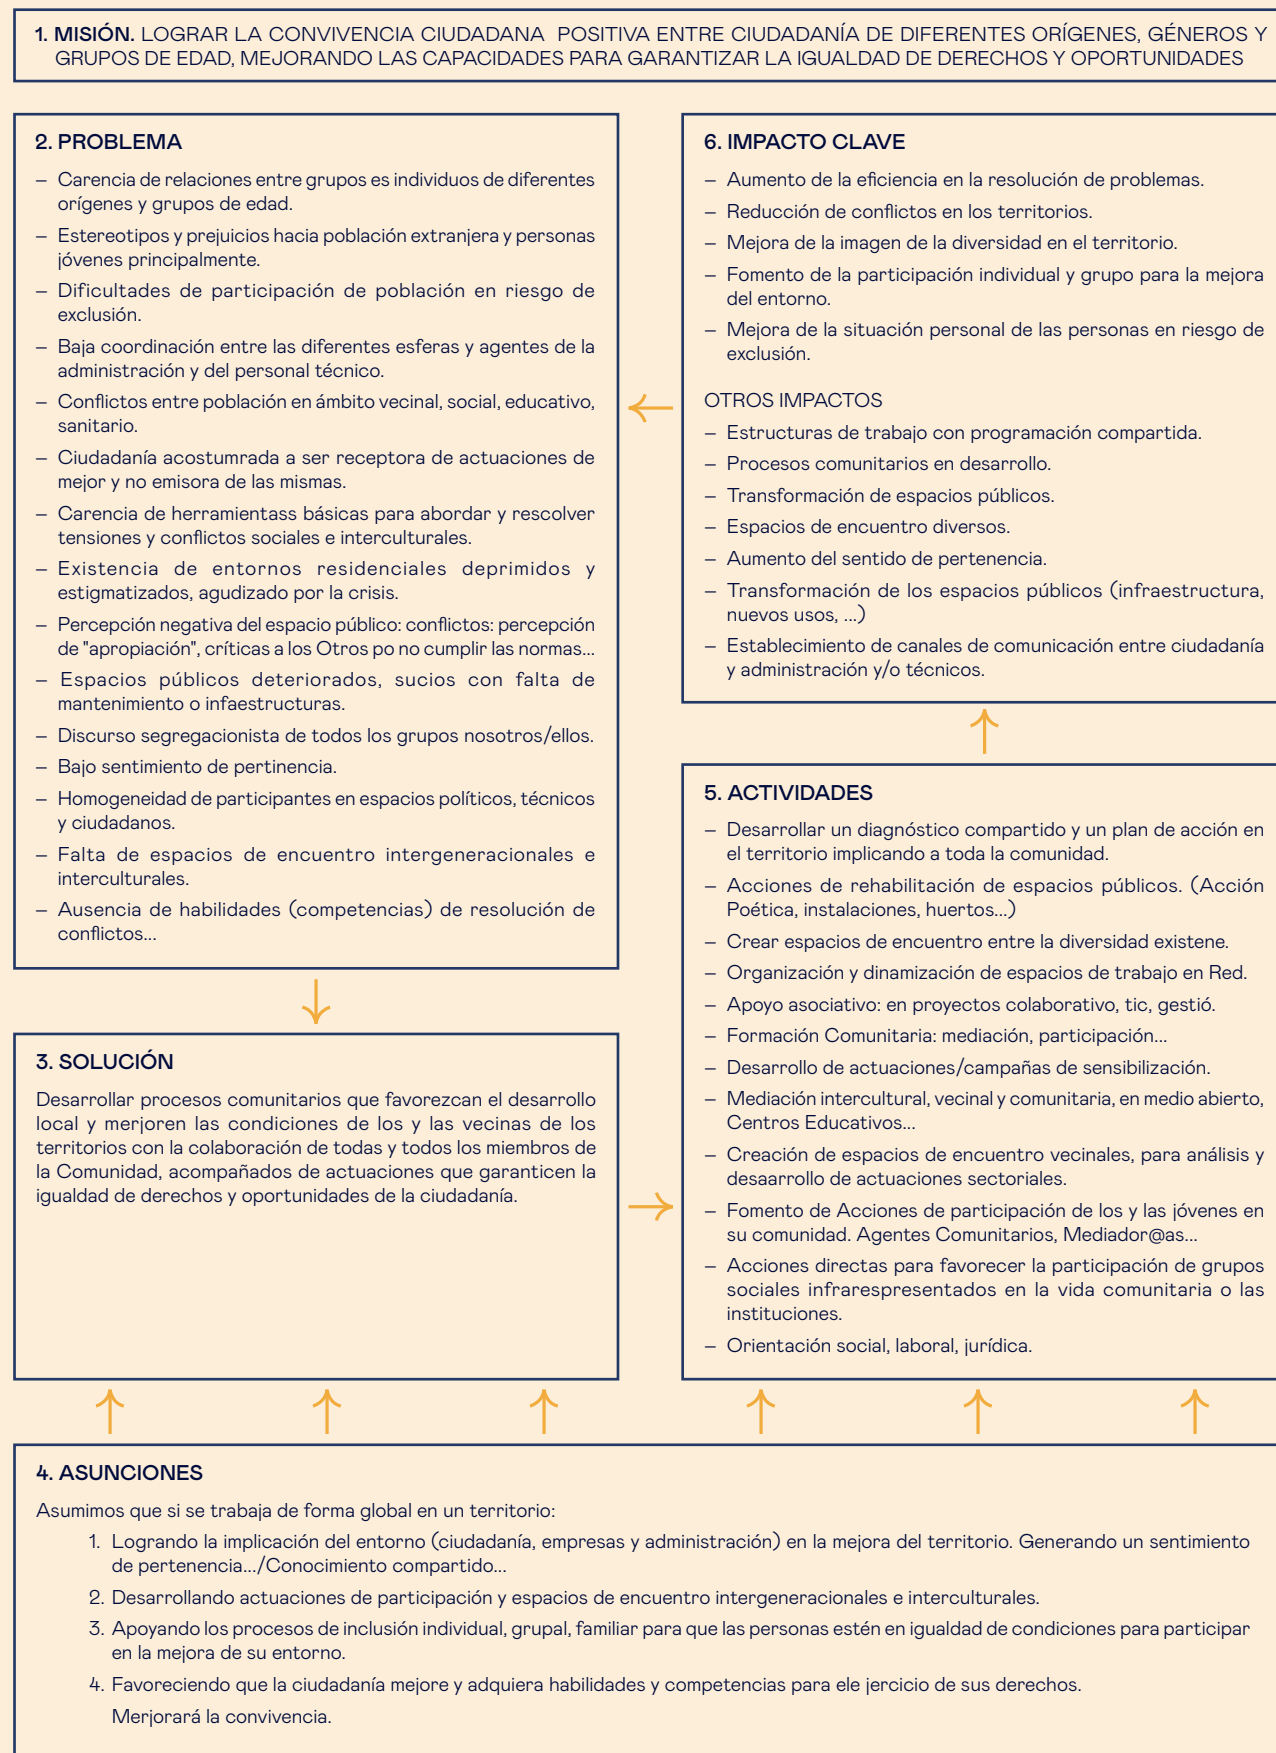 1. MISIÓN. LOGRAR LA CONVIVENCIA CIUDADANA POSITIVA ENTRE CIUDADANÍA DE DIFERENTES ORÍGENES, GÉNEROS Y
GRUPOS DE EDAD, MEJORANDO LAS CAPACIDADES PARA GARANTIZAR LA IGUALDAD DE DERECHOS Y OPORTUNIDADES
2. PROBLEMA
– Carencia de relaciones entre grupos es individuos de diferentes
orígenes y grupos de edad.
– Estereotipos y prejuicios hacia población extranjera y personas
jóvenes principalmente.
– Dificultades de participación de población en riesgo de
exclusión.
– Baja coordinación entre las diferentes esferas y agentes de la
administración y del personal técnico.
– Conflictos entre población en ámbito vecinal, social, educativo,
sanitario.
– Ciudadanía acostumrada a ser receptora de actuaciones de
mejor y no emisora de las mismas.
– Carencia de herramientass básicas para abordar y rescolver
tensiones y conflictos sociales e interculturales.
– Existencia de entornos residenciales deprimidos y
estigmatizados, agudizado por la crisis.
– Percepción negativa del espacio público: conflictos: percepción
de "apropiación", críticas a los Otros po no cumplir las normas...
– Espacios públicos deteriorados, sucios con falta de
mantenimiento o infaestructuras.
– Discurso segregacionista de todos los grupos nosotros/ellos.
– Bajo sentimiento de pertinencia.
– Homogeneidad de participantes en espacios políticos, técnicos
y ciudadanos.
– Falta de espacios de encuentro intergeneracionales e
interculturales.
– Ausencia de habilidades (competencias) de resolución de
conflictos...
3. SOLUCIÓN
Desarrollar procesos comunitarios que favorezcan el desarrollo
local y merjoren las condiciones de los y las vecinas de los
territorios con la colaboración de todas y todos los miembros de
la Comunidad, acompañados de actuaciones que garanticen la
igualdad de derechos y oportunidades de la ciudadanía.
6. IMPACTO CLAVE
– Aumento de la eficiencia en la resolución de problemas.
– Reducción de conflictos en los territorios.
– Mejora de la imagen de la diversidad en el territorio.
– Fomento de la participación individual y grupo para la mejora
del entorno.
– Mejora de la situación personal de las personas en riesgo de
exclusión.
OTROS IMPACTOS
– Estructuras de trabajo con programación compartida.
– Procesos comunitarios en desarrollo.
– Transformación de espacios públicos.
– Espacios de encuentro diversos.
– Aumento del sentido de pertenencia.
– Transformación de los espacios públicos (infraestructura,
nuevos usos, ...)
– Establecimiento de canales de comunicación entre ciudadanía
y administración y/o técnicos.
5. ACTIVIDADES
– Desarrollar un diagnóstico compartido y un plan de acción en
el territorio implicando a toda la comunidad.
– Acciones de rehabilitación de espacios públicos. (Acción
Poética, instalaciones, huertos...)
– Crear espacios de encuentro entre la diversidad existene.
– Organización y dinamización de espacios de trabajo en Red.
– Apoyo asociativo: en proyectos colaborativo, tic, gestió.
– Formación Comunitaria: mediación, participación...
– Desarrollo de actuaciones/campañas de sensibilización.
– Mediación intercultural, vecinal y comunitaria, en medio abierto,
Centros Educativos...
– Creación de espacios de encuentro vecinales, para análisis y
desaarrollo de actuaciones sectoriales.
– Fomento de Acciones de participación de los y las jóvenes en
su comunidad. Agentes Comunitarios, Mediador@as...
– Acciones directas para favorecer la participación de grupos
sociales infrarespresentados en la vida comunitaria o las
instituciones.
– Orientación social, laboral, jurídica.
4. ASUNCIONES
Asumimos que si se trabaja de forma global en un territorio:
1. Logrando la implicación del entorno (ciudadanía, empresas y administración) en la mejora del territorio. Generando un sentimiento
de pertenencia.../Conocimiento compartido...
2. Desarrollando actuaciones de participación y espacios de encuentro intergeneracionales e interculturales.
3. Apoyando los procesos de inclusión individual, grupal, familiar para que las personas estén en igualdad de condiciones para participar
en la mejora de su entorno.
4. Favoreciendo que la ciudadanía mejore y adquiera habilidades y competencias para ele jercicio de sus derechos.
Merjorará la convivencia.